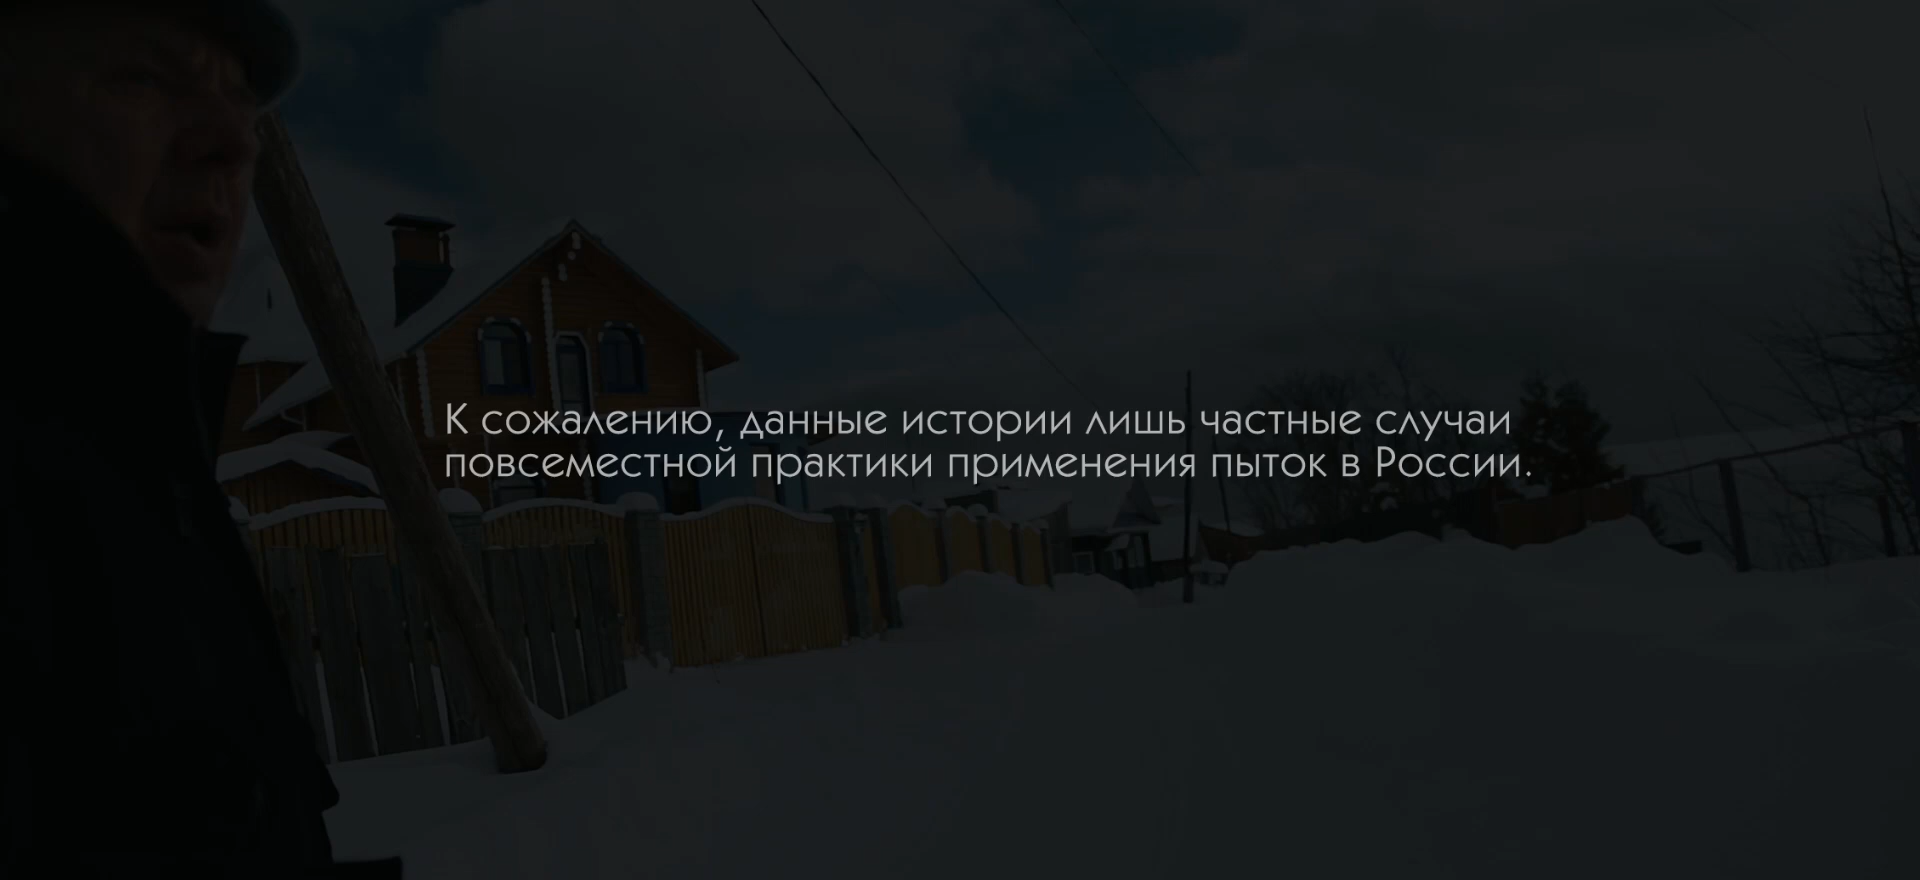 К сожалению, данные истории лишь частные случаи
повсеместной практики применения пыток в России.